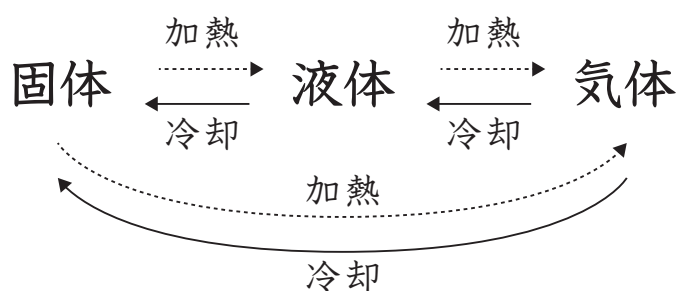 加熱 加熱
固体 液体 気体
冷却 冷却
加熱
冷却